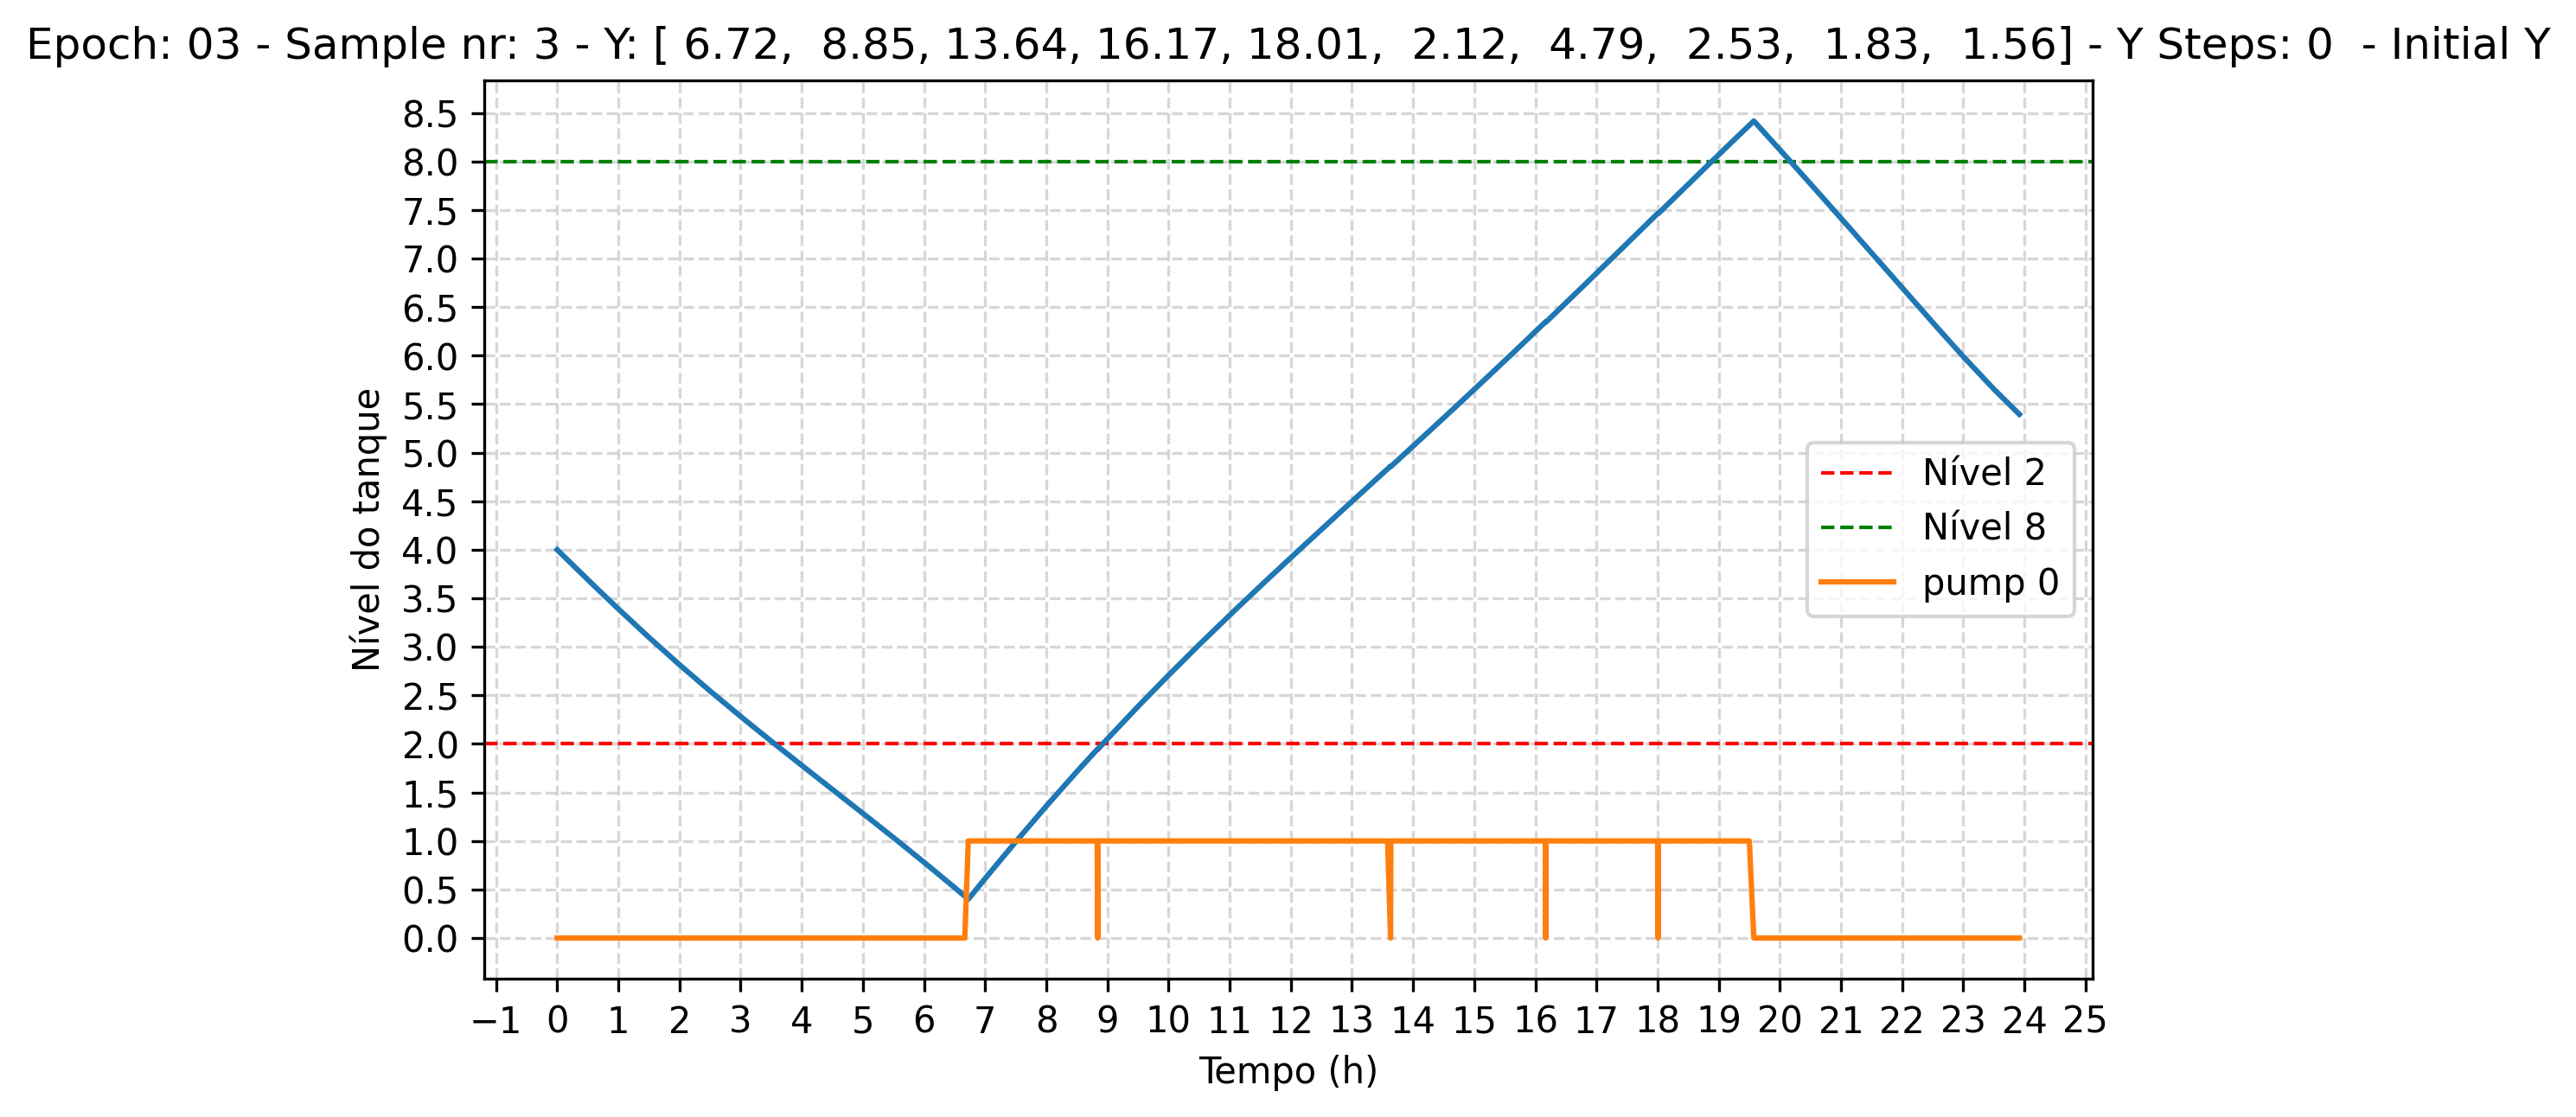 Epoch: 03 - Sample nr: 3 - Y: [ 6.72,  8.85, 13.64, 16.17, 18.01,  2.12,  4.79,  2.53,  1.83,  1.56] - Y Steps: 0  - Initial Y
8.5
8.0
7.5
7.0
6.5
6.0
5.5
5.0
4.5
4.0
3.5
3.0
2.5
2.0
1.5
1.0
0.5
0.0
Nível do tanque
Nível 2
Nível 8
pump 0
−1 0 1 2 3 4 5 6 7 8 9 10 11 12 13 14 15 16 17 18 19 20 21 22 23 24 25
Tempo (h)